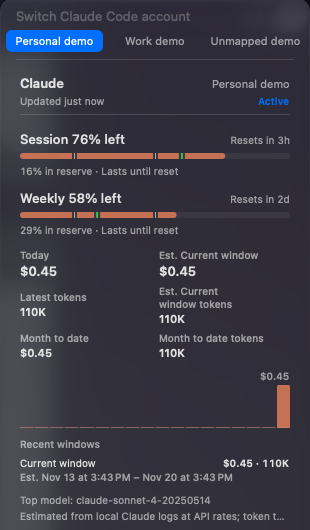 Switch Claude Code account
Personal demo Work demo Unmapped demo
Claude Personal demo
Updated just now Active
Session 76% left Resets in 3h
16% in reserve · Lasts until reset
Weekly 58% left Resets in 2d
29% in reserve · Lasts until reset
Today Est. Current window
$0.45 $0.45
Latest tokens Est. Current
window tokens
110K 110K
Month to date Month to date tokens
$0.45 110K
$0.45
Recent windows
Current window $0.45 · 110K
Est. Nov 13 at 3:43 PM – Nov 20 at 3:43 PM
Top model: claude-sonnet-4-20250514
Estimated from local Claude logs at API rates; token t...